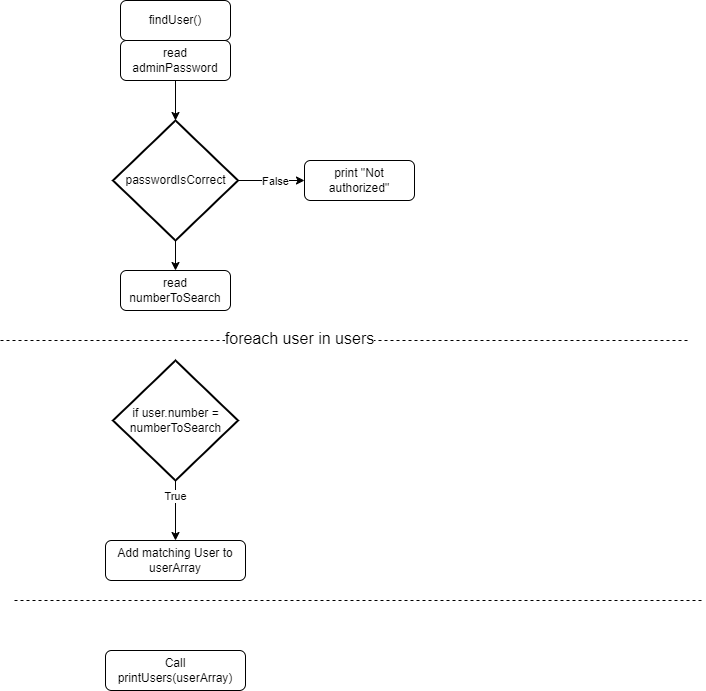 findUser()
read
adminPassword
passwordIsCorrect
False
print "Not
authorized"
read
numberToSearch
foreach user in users
if user.number =
numberToSearch
True
Add matching User to
userArray
Call
printUsers(userArray)